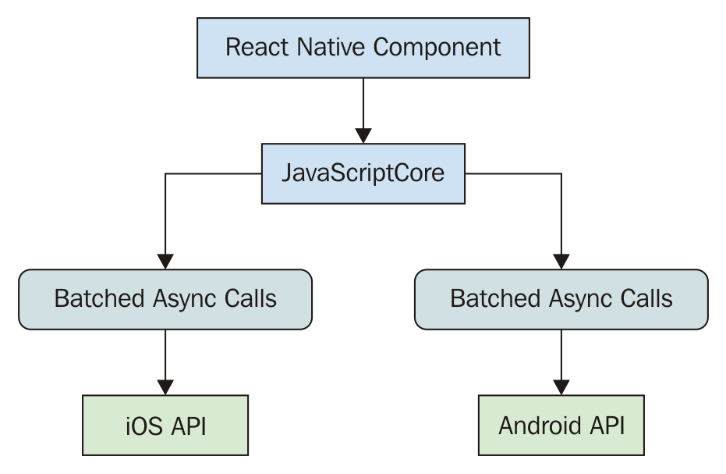 React Native Component
JavaScriptCore
Batched Async Calls
Batched Async Calls
iOS API
Android API